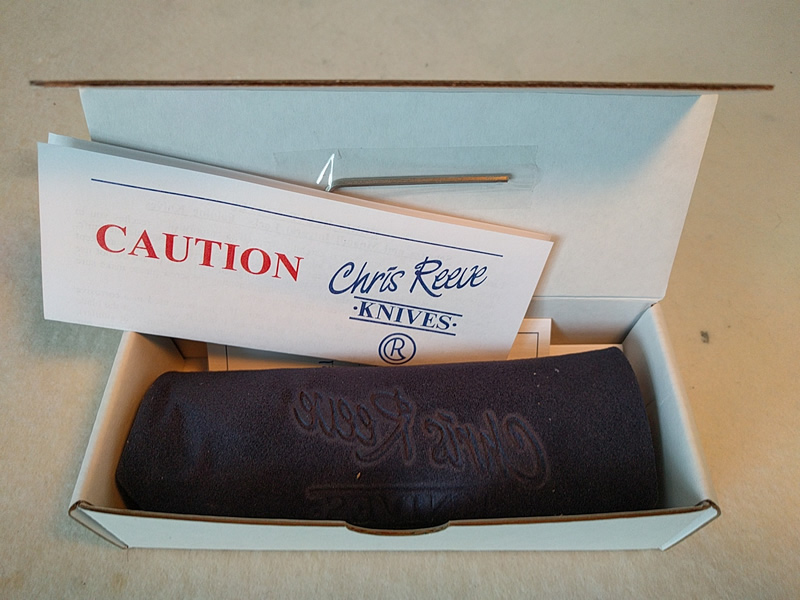 CAUTION
Chris Reeve
·KNIVES·
®
Chris Reeve